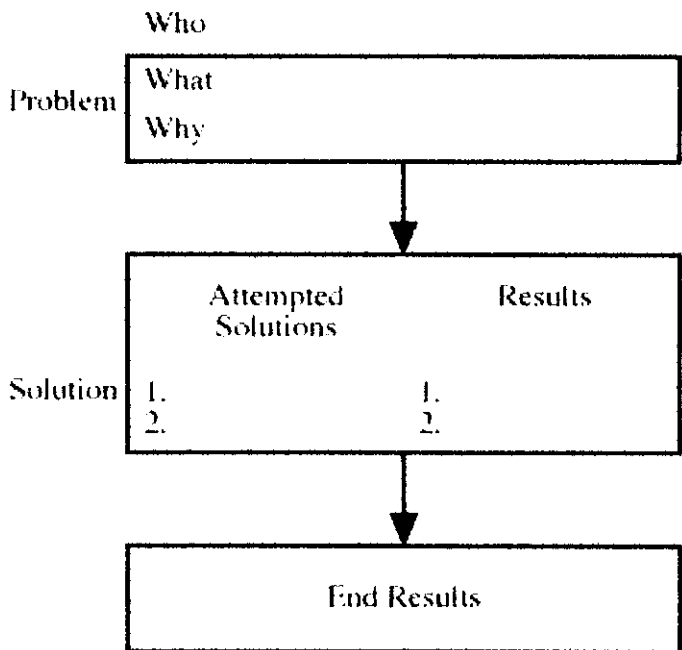 Who
Problem
What
Why
Attempted Results
Solutions
Solution
1. 1.
2. 2.
End Results